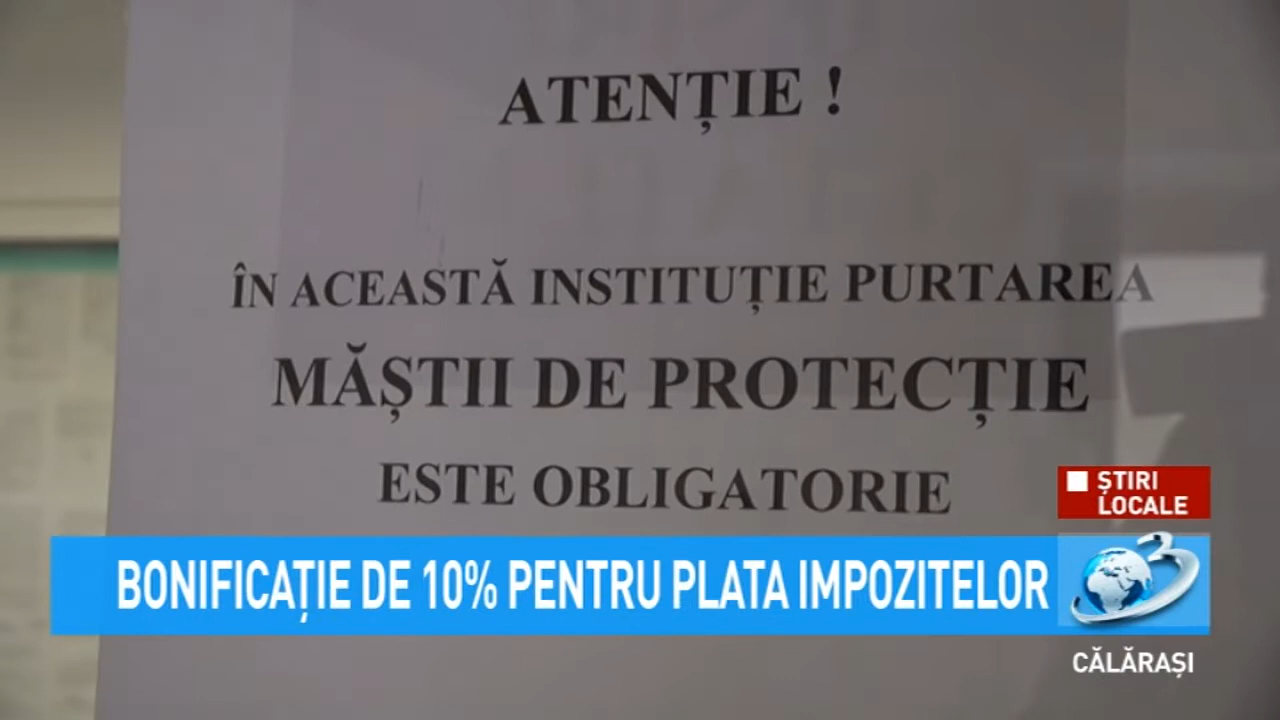 ATENȚIE !
ÎN ACEASTĂ INSTITUȚIE PURTAREA
MĂȘTII DE PROTECȚIE
ESTE OBLIGATORIE
ȘTIRI
LOCALE
BONIFICAȚIE DE 10% PENTRU PLATA IMPOZITELOR
3
CĂLĂRAȘI